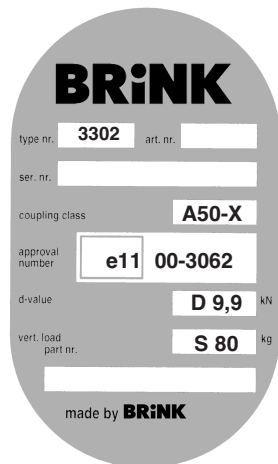 BRiNK
type nr. 3302 art. nr.
ser. nr.
coupling class A50-X
approval number e11 00-3062
d-value D 9,9 kN
vert. load S 80 kg
part nr.
made by BRiNK